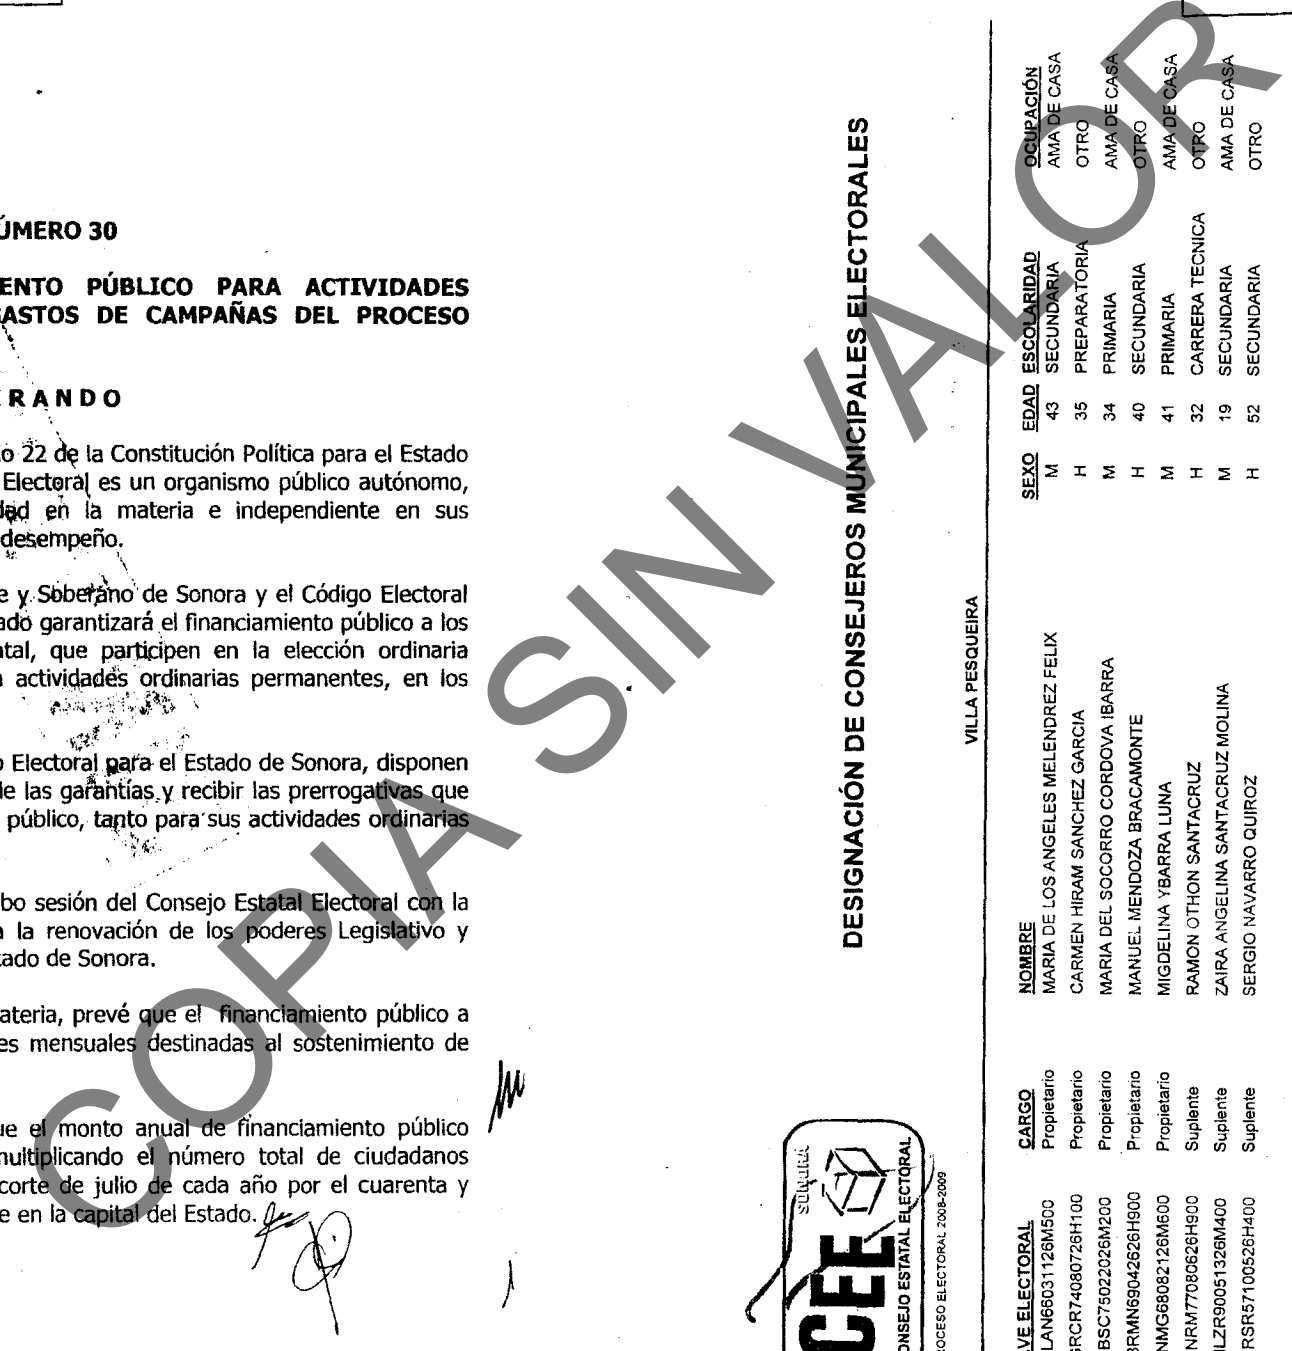 ÚMERO 30
ENTO PÚBLICO PARA ACTIVIDADES
GASTOS DE CAMPAÑAS DEL PROCESO
R A N D O
o 22 de la Constitución Política para el Estado
Electoral es un organismo público autónomo,
dad en la materia e independiente en sus
desempeño.
e y Soberano de Sonora y el Código Electoral
ado garantizará el financiamiento público a los
atal, que participen en la elección ordinaria
a actividades ordinarias permanentes, en los
o Electoral para el Estado de Sonora, disponen
de las garantías y recibir las prerrogativas que
público, tanto para sus actividades ordinarias
bo sesión del Consejo Estatal Electoral con la
a la renovación de los poderes Legislativo y
tado de Sonora.
ateria, prevé que el financiamiento público a
es mensuales destinadas al sostenimiento de
ue el monto anual de financiamiento público
multiplicando el número total de ciudadanos
corte de julio de cada año por el cuarenta y
e en la capital del Estado.
COPIA SIN VALOR
SONORA
CEE
ONSEJO ESTATAL ELECTORAL
ROCESO ELECTORAL 2008-2009
DESIGNACIÓN DE CONSEJEROS MUNICIPALES ELECTORALES
VILLA PESQUEIRA
VE ELECTORAL CARGO NOMBRE SEXO EDAD ESCOLARIDAD OCUPACIÓN
LAN66031126M500 Propietario MARIA DE LOS ANGELES MELENDREZ FELIX M 43 SECUNDARIA AMA DE CASA
RCR74080726H100 Propietario CARMEN HIRAM SANCHEZ GARCIA H 35 PREPARATORIA OTRO
BSC75022026M200 Propietario MARIA DEL SOCORRO CORDOVA IBARRA M 34 PRIMARIA AMA DE CASA
RMN69042626H900 Propietario MANUEL MENDOZA BRACAMONTE H 40 SECUNDARIA OTRO
NMG68082126M600 Propietario MIGDELINA YBARRA LUNA M 41 PRIMARIA AMA DE CASA
NRM77080626H900 Suplente RAMON OTHON SANTACRUZ H 32 CARRERA TECNICA OTRO
LZR90051326M400 Suplente ZAIRA ANGELINA SANTACRUZ MOLINA M 19 SECUNDARIA AMA DE CASA
RSR57100526H400 Suplente SERGIO NAVARRO QUIROZ H 52 SECUNDARIA OTRO